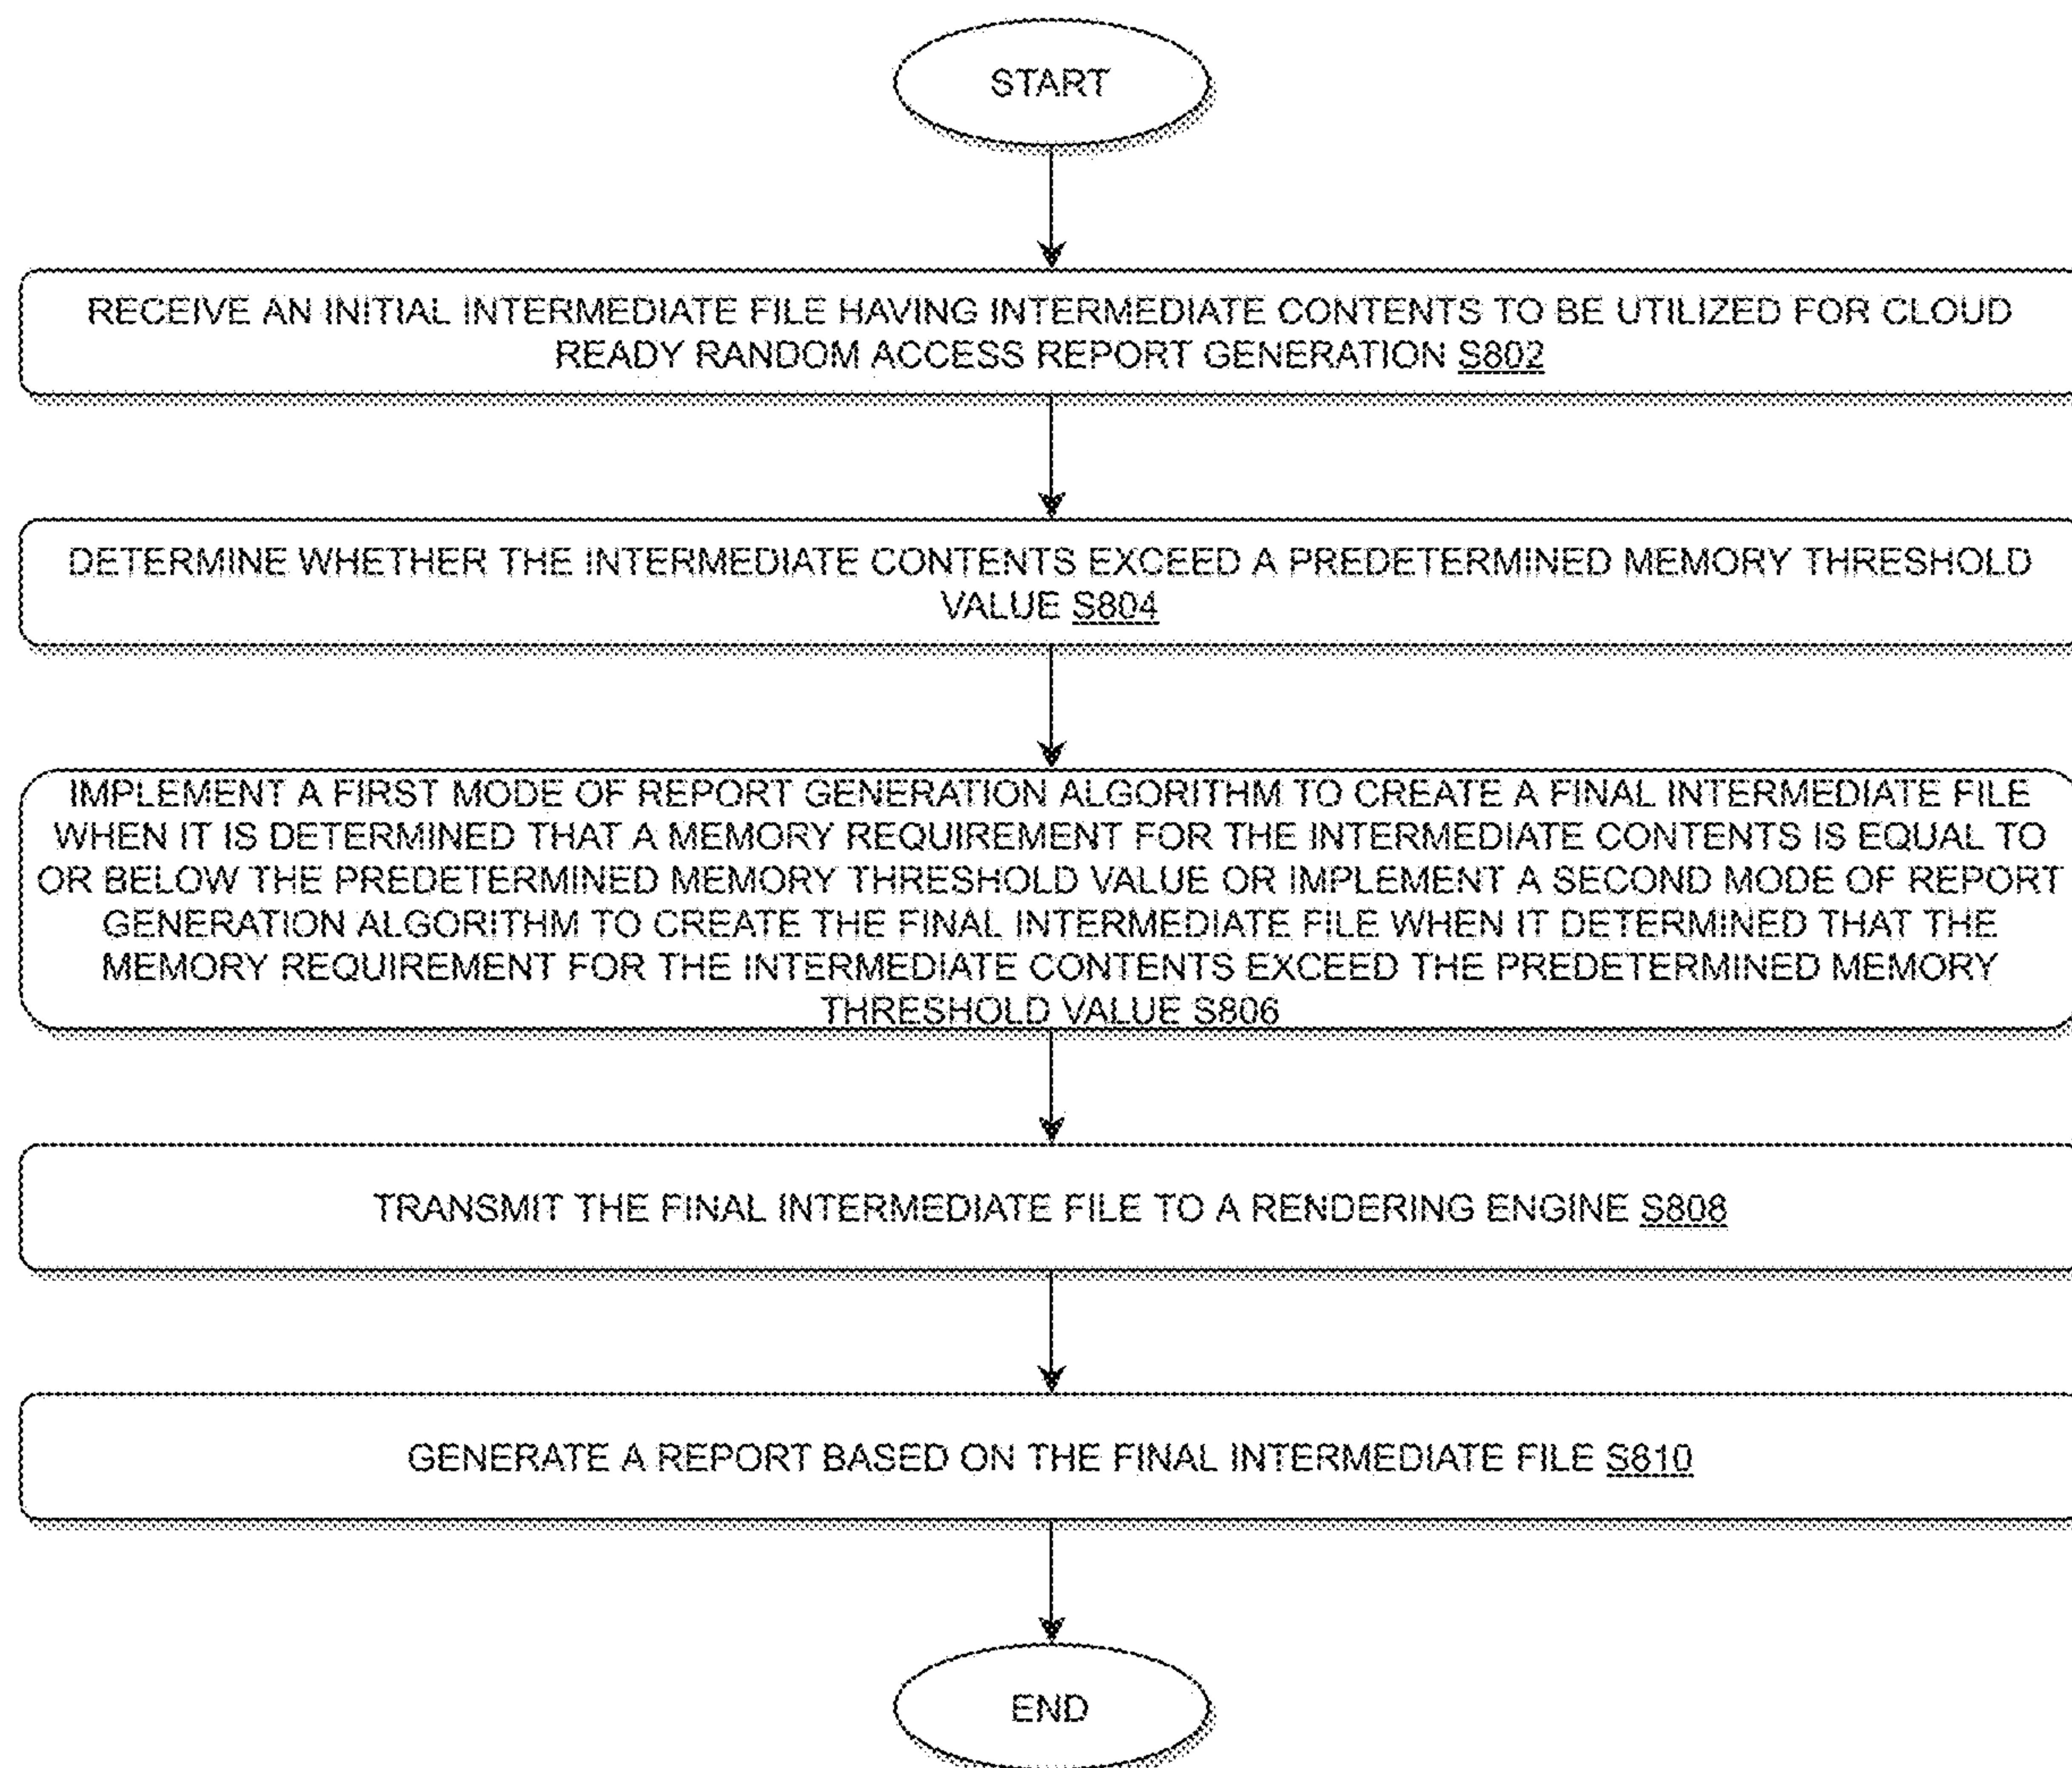 START
RECEIVE AN INITIAL INTERMEDIATE FILE HAVING INTERMEDIATE CONTENTS TO BE UTILIZED FOR CLOUD
READY RANDOM ACCESS REPORT GENERATION S802
DETERMINE WHETHER THE INTERMEDIATE CONTENTS EXCEED A PREDETERMINED MEMORY THRESHOLD
VALUE S804
IMPLEMENT A FIRST MODE OF REPORT GENERATION ALGORITHM TO CREATE A FINAL INTERMEDIATE FILE
WHEN IT IS DETERMINED THAT A MEMORY REQUIREMENT FOR THE INTERMEDIATE CONTENTS IS EQUAL TO
OR BELOW THE PREDETERMINED MEMORY THRESHOLD VALUE OR IMPLEMENT A SECOND MODE OF REPORT
GENERATION ALGORITHM TO CREATE THE FINAL INTERMEDIATE FILE WHEN IT DETERMINED THAT THE
MEMORY REQUIREMENT FOR THE INTERMEDIATE CONTENTS EXCEED THE PREDETERMINED MEMORY
THRESHOLD VALUE S806
TRANSMIT THE FINAL INTERMEDIATE FILE TO A RENDERING ENGINE S808
GENERATE A REPORT BASED ON THE FINAL INTERMEDIATE FILE S810
END